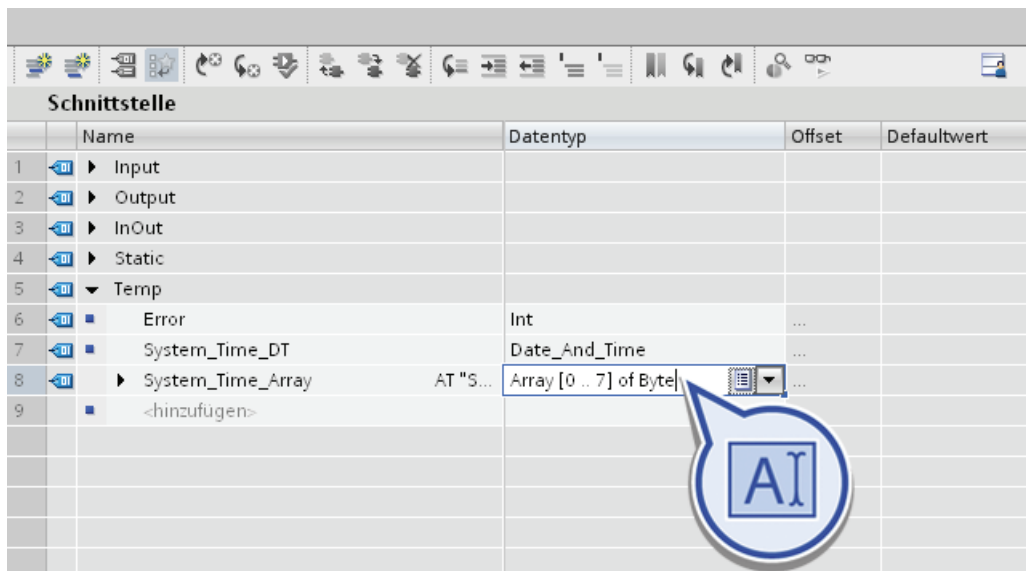 Schnittstelle
Name Datentyp Offset Defaultwert
1 Input
2 Output
3 InOut
4 Static
5 Temp
6 Error Int ...
7 System_Time_DT Date_And_Time ...
8 System_Time_Array AT "S... Array [0 .. 7] of Byte ...
9 <hinzufügen>
A